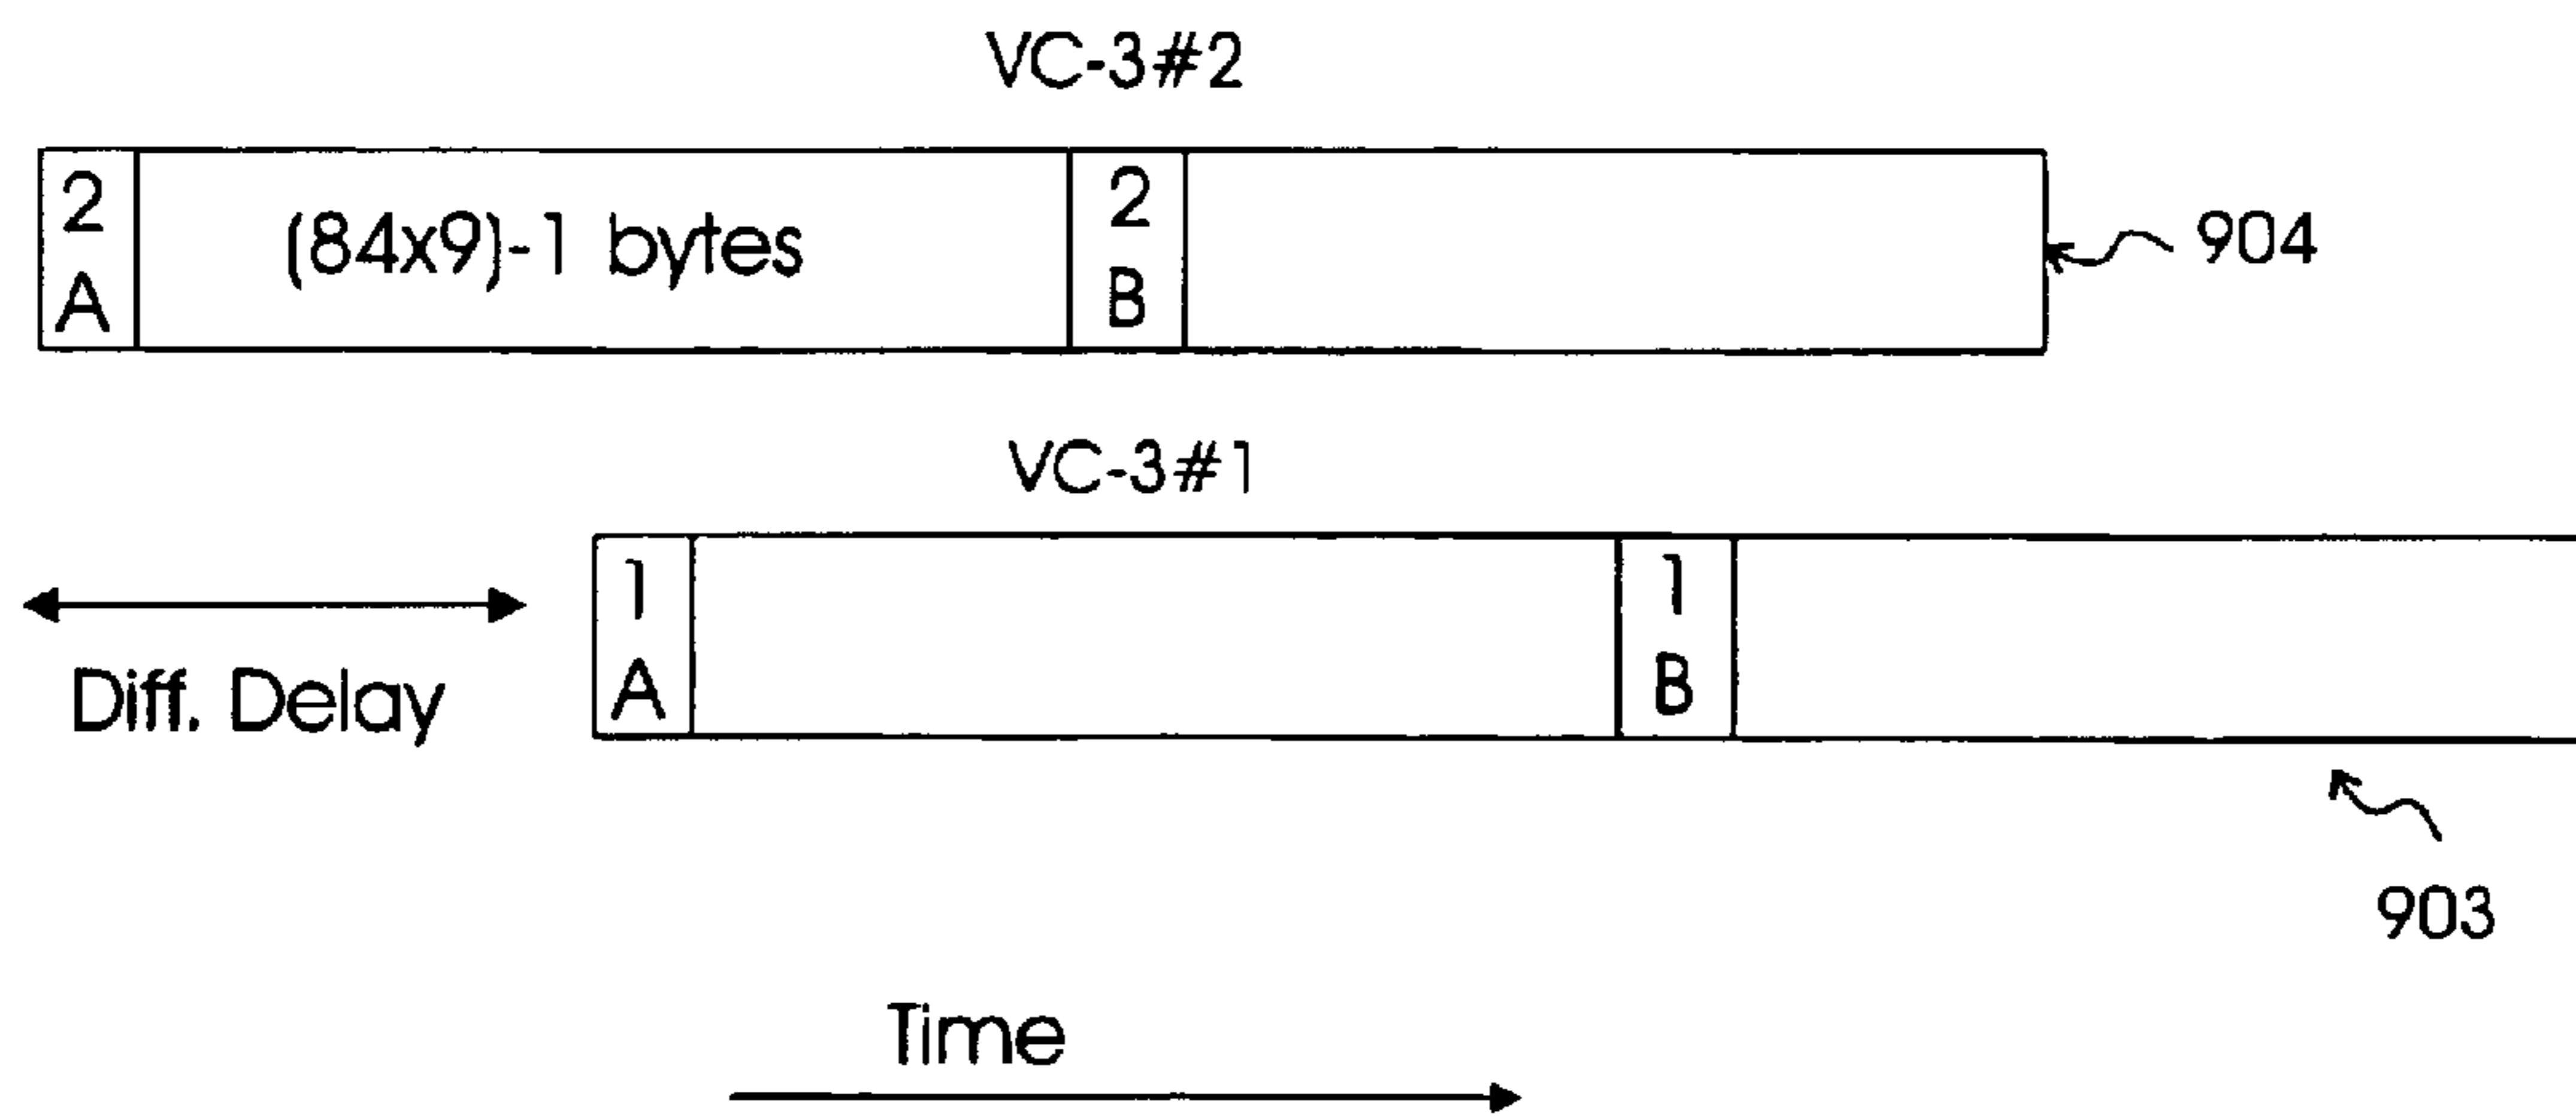 VC-3#2
2
A
(84x9)-1 bytes
2
B
904
VC-3#1
1
A
1
B
Diff. Delay
903
Time